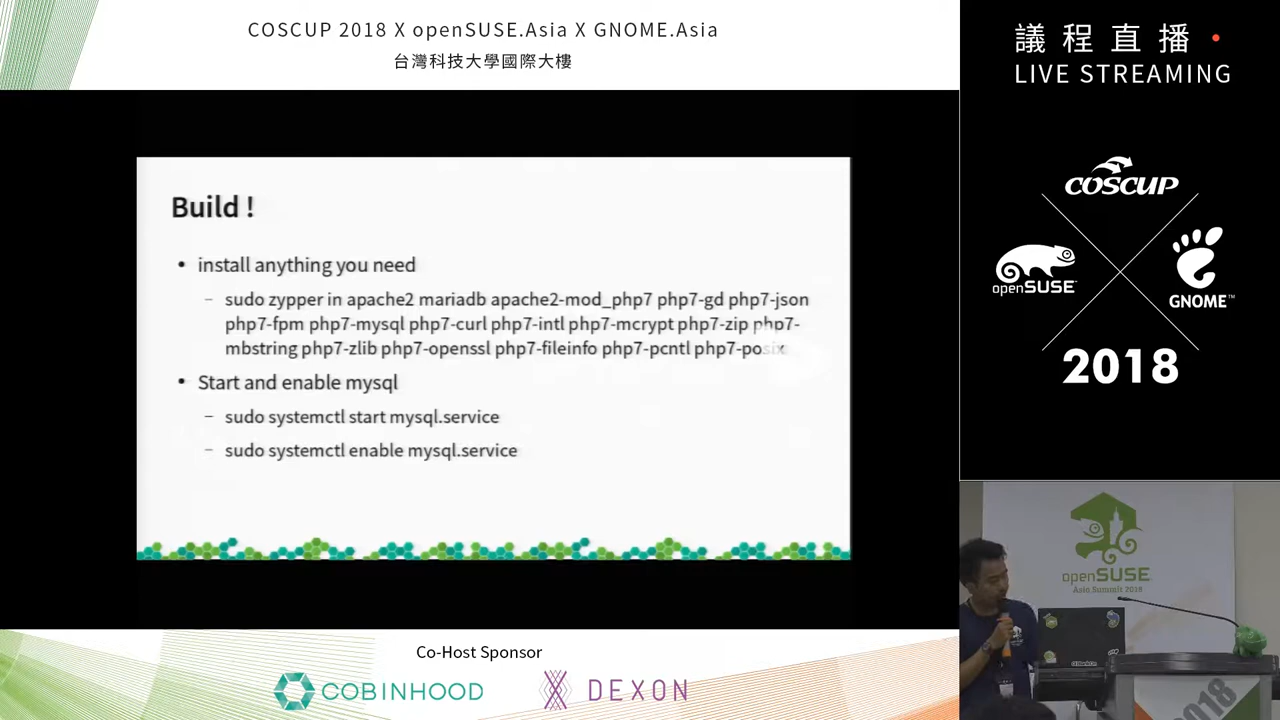 COSCUP 2018 X openSUSE.Asia X GNOME.Asia
台灣科技大學國際大樓
議程直播
LIVE STREAMING
COSCUP
openSUSE
GNOME™
2018
Build !
• install anything you need
– sudo zypper in apache2 mariadb apache2-mod_php7 php7-gd php7-json
php7-fpm php7-mysql php7-curl php7-intl php7-mcrypt php7-zip php7-
mbstring php7-zlib php7-openssl php7-fileinfo php7-pcntl php7-posix
• Start and enable mysql
– sudo systemctl start mysql.service
– sudo systemctl enable mysql.service
openSUSE
Asia Summit 2018
2018
Co-Host Sponsor
COBINHOOD
DEXON